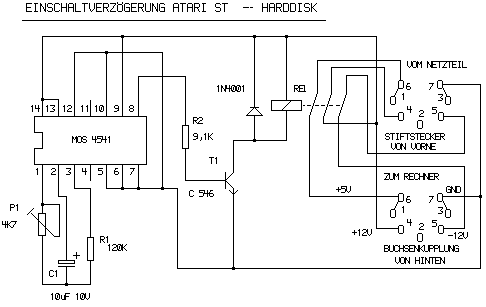 EINSCHALTVERZÖGERUNG ATARI ST -- HARDDISK
1N4001
RE1
VOM NETZTEIL
14 13 12 11 10 9 8
6 7
1 3
4 2 5
R2
9,1K
MOS 4541
STIFTSTECKER
VON VORNE
T1
1 2 3 4 5 6 7
ZUM RECHNER
C 546
+5V
GND
P1
4K7
6 7
1 3
4 2 5
+12V
-12V
R1
120K
BUCHSENKUPPLUNG
VON HINTEN
+
C1
10uF 10V